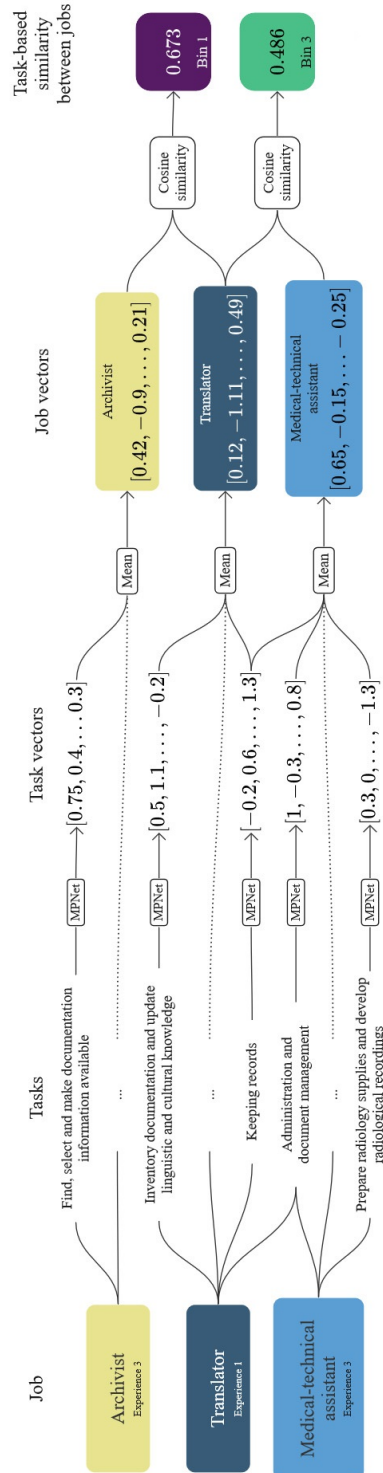 Job
Tasks
Task vectors
Job vectors
Task-based
similarity
between jobs
Archivist
Experience 3
Find, select and make documentation
information available
...
MPNet
[0.75, 0.4, ... 0.3]
Mean
Archivist
[0.42, −0.9, ..., 0.21]
Cosine
similarity
0.673
Bin 1
Translator
Experience 1
Inventory documentation and update
linguistic and cultural knowledge
...
Keeping records
MPNet
[0.5, 1.1, ..., −0.2]
MPNet
[−0.2, 0.6, ..., 1.3]
Mean
Translator
[0.12, −1.11, ..., 0.49]
Cosine
similarity
0.486
Bin 3
Medical-technical
assistant
Experience 3
Administration and
document management
...
Prepare radiology supplies and develop
radiological recordings
MPNet
[1, −0.3, ..., 0.8]
MPNet
[0.3, 0, ..., −1.3]
Mean
Medical-technical
assistant
[0.65, −0.15, ... − 0.25]